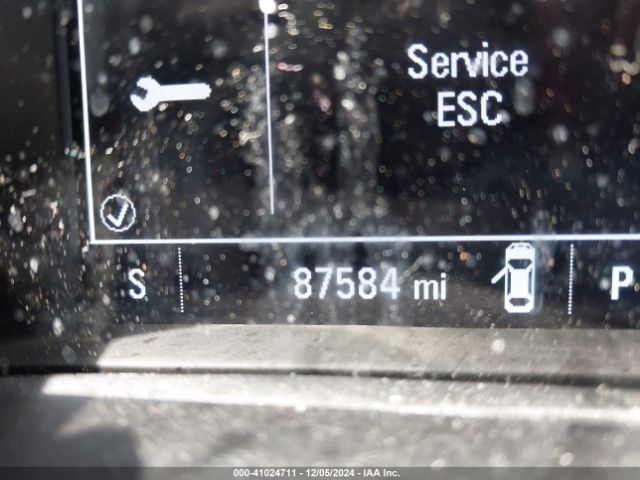 Service
ESC
S 87584 mi P
000-41024711 - 12/05/2024 - IAA Inc.